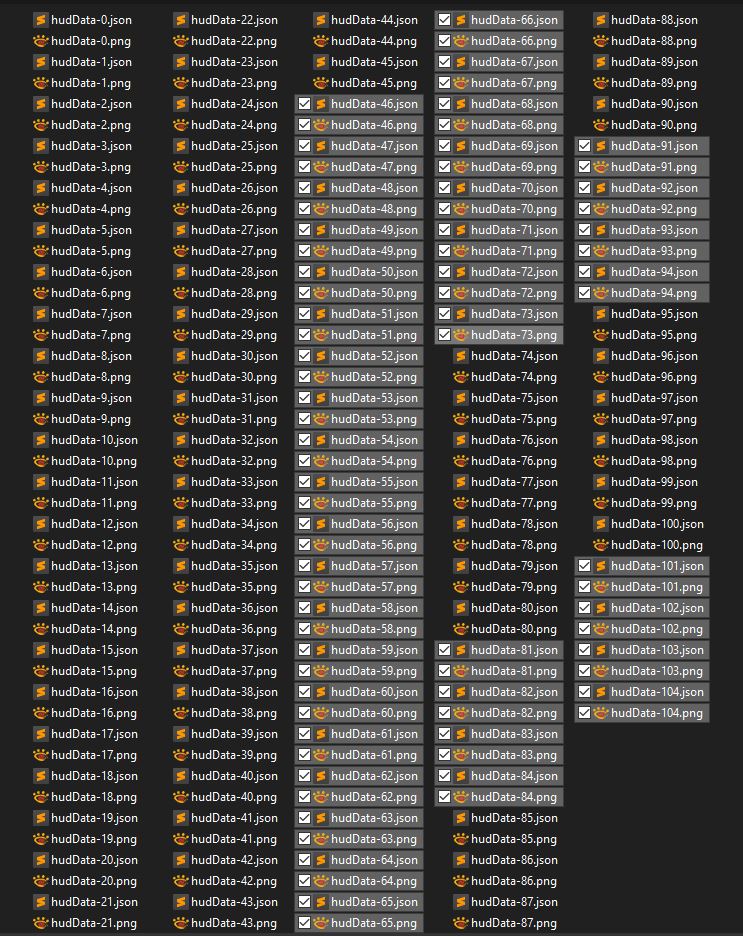 hudData-0.json
hudData-0.png
hudData-1.json
hudData-1.png
hudData-2.json
hudData-2.png
hudData-3.json
hudData-3.png
hudData-4.json
hudData-4.png
hudData-5.json
hudData-5.png
hudData-6.json
hudData-6.png
hudData-7.json
hudData-7.png
hudData-8.json
hudData-8.png
hudData-9.json
hudData-9.png
hudData-10.json
hudData-10.png
hudData-11.json
hudData-11.png
hudData-12.json
hudData-12.png
hudData-13.json
hudData-13.png
hudData-14.json
hudData-14.png
hudData-15.json
hudData-15.png
hudData-16.json
hudData-16.png
hudData-17.json
hudData-17.png
hudData-18.json
hudData-18.png
hudData-19.json
hudData-19.png
hudData-20.json
hudData-20.png
hudData-21.json
hudData-21.png
hudData-22.json
hudData-22.png
hudData-23.json
hudData-23.png
hudData-24.json
hudData-24.png
hudData-25.json
hudData-25.png
hudData-26.json
hudData-26.png
hudData-27.json
hudData-27.png
hudData-28.json
hudData-28.png
hudData-29.json
hudData-29.png
hudData-30.json
hudData-30.png
hudData-31.json
hudData-31.png
hudData-32.json
hudData-32.png
hudData-33.json
hudData-33.png
hudData-34.json
hudData-34.png
hudData-35.json
hudData-35.png
hudData-36.json
hudData-36.png
hudData-37.json
hudData-37.png
hudData-38.json
hudData-38.png
hudData-39.json
hudData-39.png
hudData-40.json
hudData-40.png
hudData-41.json
hudData-41.png
hudData-42.json
hudData-42.png
hudData-43.json
hudData-43.png
hudData-44.json
hudData-44.png
hudData-45.json
hudData-45.png
hudData-46.json
hudData-46.png
hudData-47.json
hudData-47.png
hudData-48.json
hudData-48.png
hudData-49.json
hudData-49.png
hudData-50.json
hudData-50.png
hudData-51.json
hudData-51.png
hudData-52.json
hudData-52.png
hudData-53.json
hudData-53.png
hudData-54.json
hudData-54.png
hudData-55.json
hudData-55.png
hudData-56.json
hudData-56.png
hudData-57.json
hudData-57.png
hudData-58.json
hudData-58.png
hudData-59.json
hudData-59.png
hudData-60.json
hudData-60.png
hudData-61.json
hudData-61.png
hudData-62.json
hudData-62.png
hudData-63.json
hudData-63.png
hudData-64.json
hudData-64.png
hudData-65.json
hudData-65.png
hudData-66.json
hudData-66.png
hudData-67.json
hudData-67.png
hudData-68.json
hudData-68.png
hudData-69.json
hudData-69.png
hudData-70.json
hudData-70.png
hudData-71.json
hudData-71.png
hudData-72.json
hudData-72.png
hudData-73.json
hudData-73.png
hudData-74.json
hudData-74.png
hudData-75.json
hudData-75.png
hudData-76.json
hudData-76.png
hudData-77.json
hudData-77.png
hudData-78.json
hudData-78.png
hudData-79.json
hudData-79.png
hudData-80.json
hudData-80.png
hudData-81.json
hudData-81.png
hudData-82.json
hudData-82.png
hudData-83.json
hudData-83.png
hudData-84.json
hudData-84.png
hudData-85.json
hudData-85.png
hudData-86.json
hudData-86.png
hudData-87.json
hudData-87.png
hudData-88.json
hudData-88.png
hudData-89.json
hudData-89.png
hudData-90.json
hudData-90.png
hudData-91.json
hudData-91.png
hudData-92.json
hudData-92.png
hudData-93.json
hudData-93.png
hudData-94.json
hudData-94.png
hudData-95.json
hudData-95.png
hudData-96.json
hudData-96.png
hudData-97.json
hudData-97.png
hudData-98.json
hudData-98.png
hudData-99.json
hudData-99.png
hudData-100.json
hudData-100.png
hudData-101.json
hudData-101.png
hudData-102.json
hudData-102.png
hudData-103.json
hudData-103.png
hudData-104.json
hudData-104.png